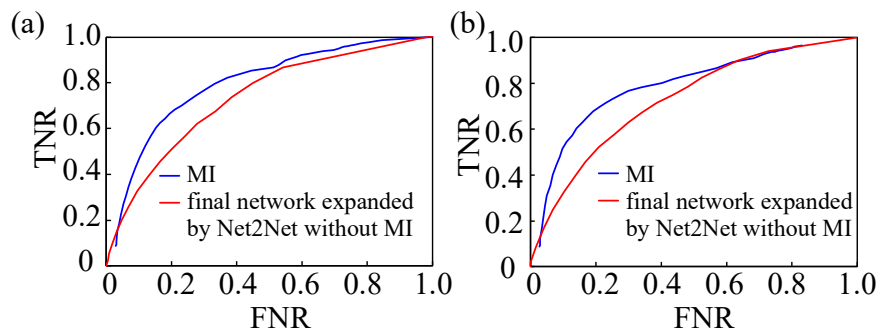 (a)
1.0
0.8
0.6
0.4
0.2
0
TNR
MI
final network expanded
by Net2Net without MI
0 0.2 0.4 0.6 0.8 1.0
FNR
(b)
1.0
0.8
0.6
0.4
0.2
0
TNR
MI
final network expanded
by Net2Net without MI
0 0.2 0.4 0.6 0.8 1.0
FNR